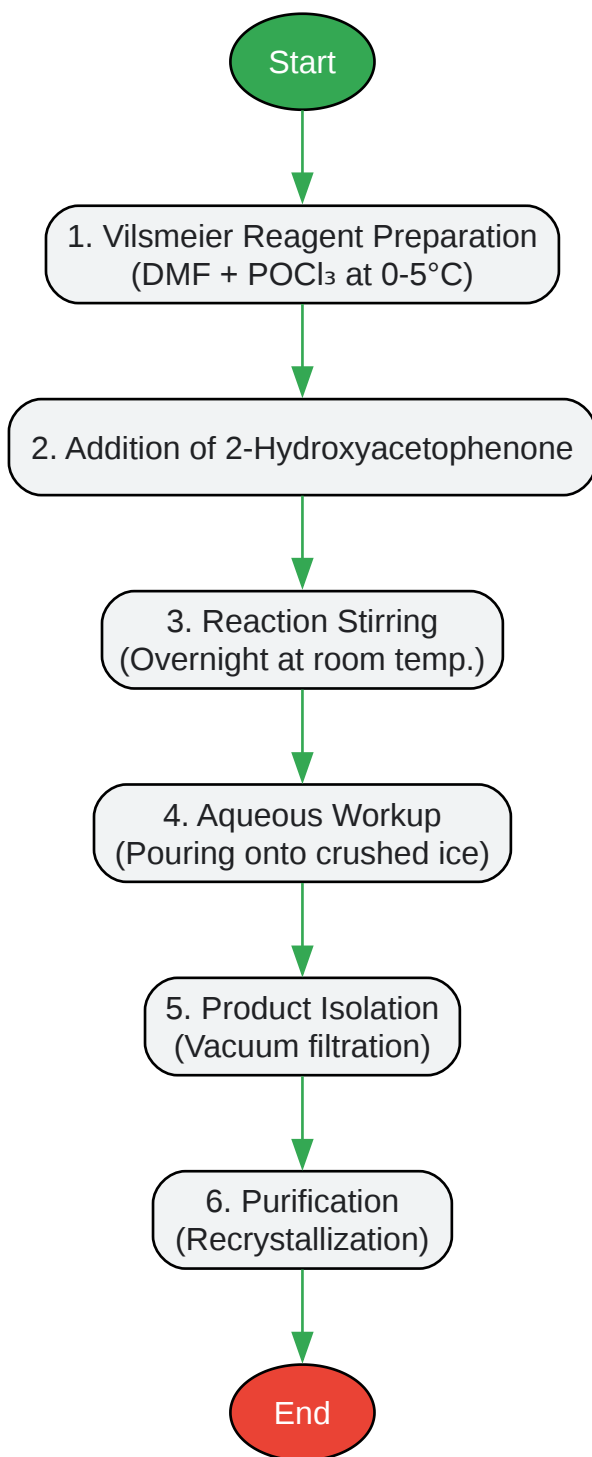 Start
1. Vilsmeier Reagent Preparation
(DMF + POCl₃ at 0-5°C)
2. Addition of 2-Hydroxyacetophenone
3. Reaction Stirring
(Overnight at room temp.)
4. Aqueous Workup
(Pouring onto crushed ice)
5. Product Isolation
(Vacuum filtration)
6. Purification
(Recrystallization)
End